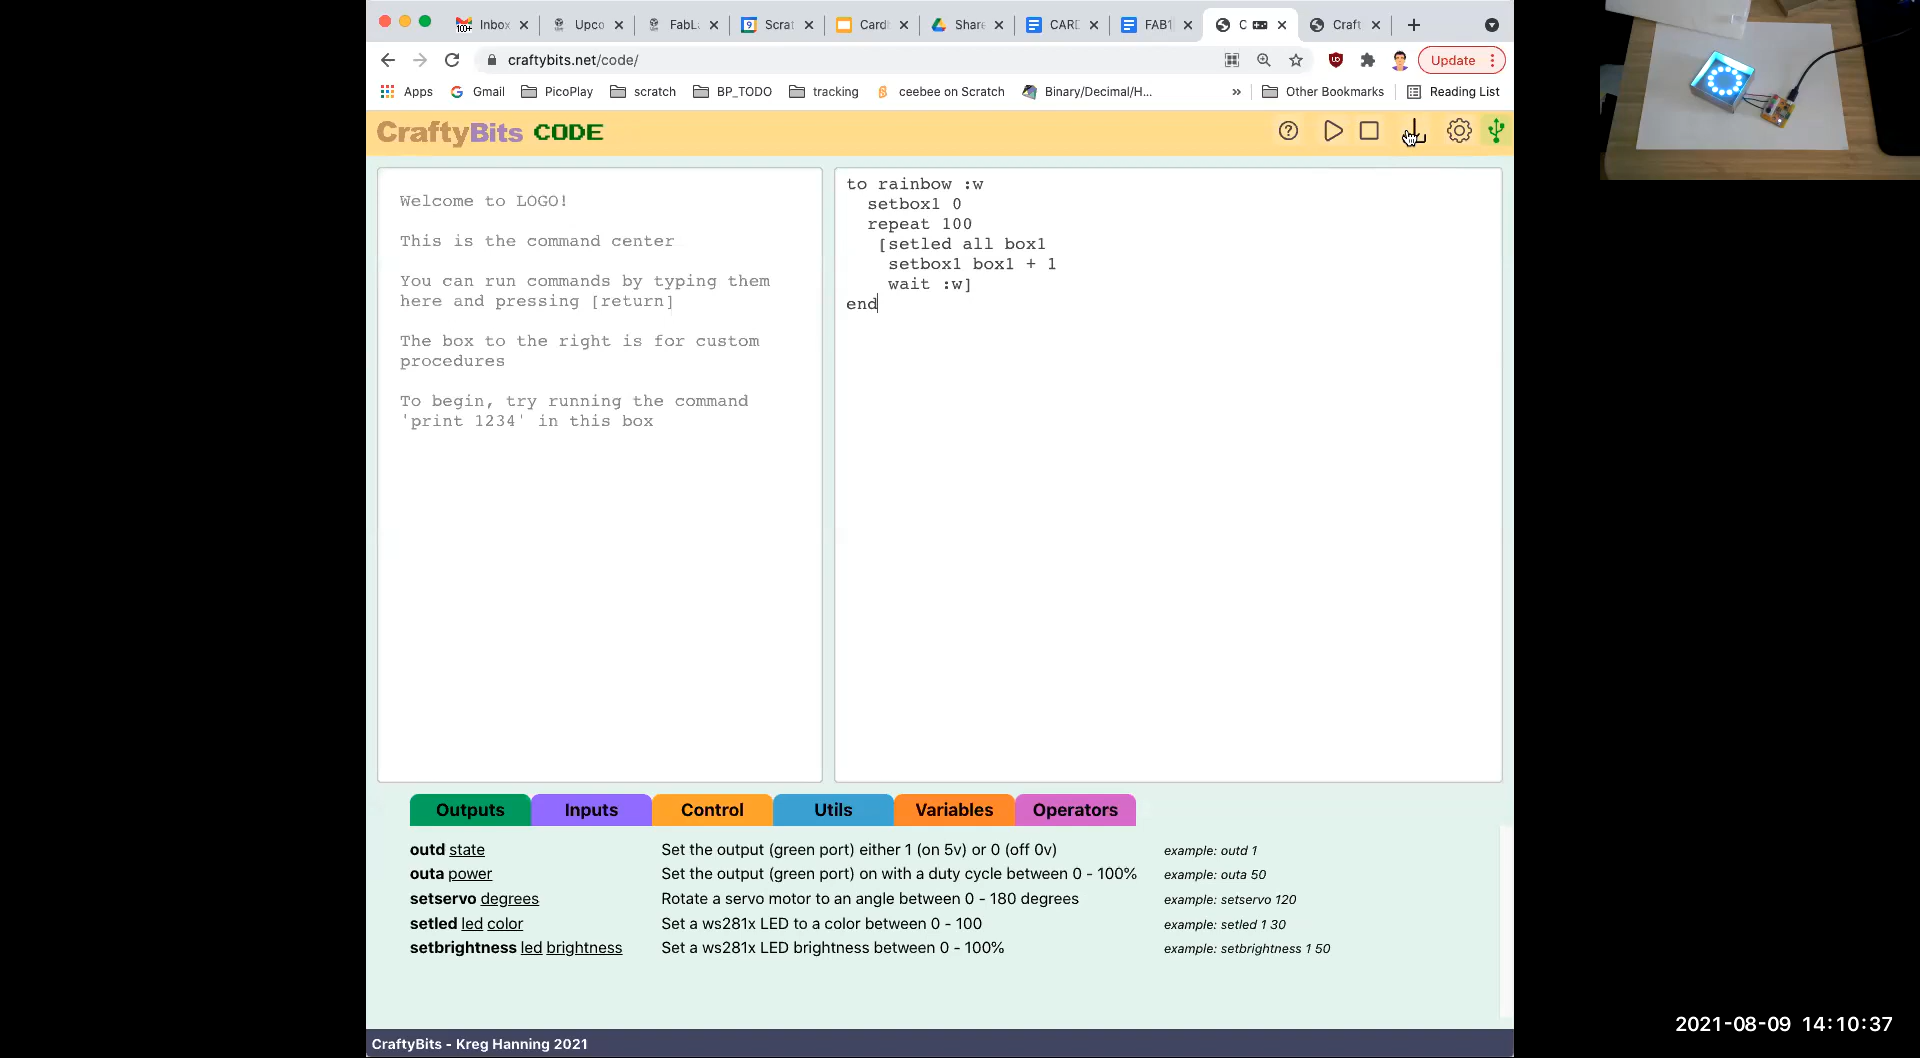 Inbox
100+
Upco
FabL
Scrat
Card
Share
CARD
FAB1
C
Craft
craftybits.net/code/
Update
Apps
Gmail
PicoPlay
scratch
BP_TODO
tracking
ceebee on Scratch
Binary/Decimal/H...
»
Other Bookmarks
Reading List
CraftyBits CODE
Welcome to LOGO!
This is the command center
You can run commands by typing them
here and pressing [return]
The box to the right is for custom
procedures
To begin, try running the command
'print 1234' in this box
to rainbow :w
setbox1 0
repeat 100
[setled all box1
setbox1 box1 + 1
wait :w]
end
Outputs Inputs Control Utils Variables Operators
outd state Set the output (green port) either 1 (on 5v) or 0 (off 0v) example: outd 1
outa power Set the output (green port) on with a duty cycle between 0 - 100% example: outa 50
setservo degrees Rotate a servo motor to an angle between 0 - 180 degrees example: setservo 120
setled led color Set a ws281x LED to a color between 0 - 100 example: setled 1 30
setbrightness led brightness Set a ws281x LED brightness between 0 - 100% example: setbrightness 1 50
CraftyBits - Kreg Hanning 2021
2021-08-09 14:10:37